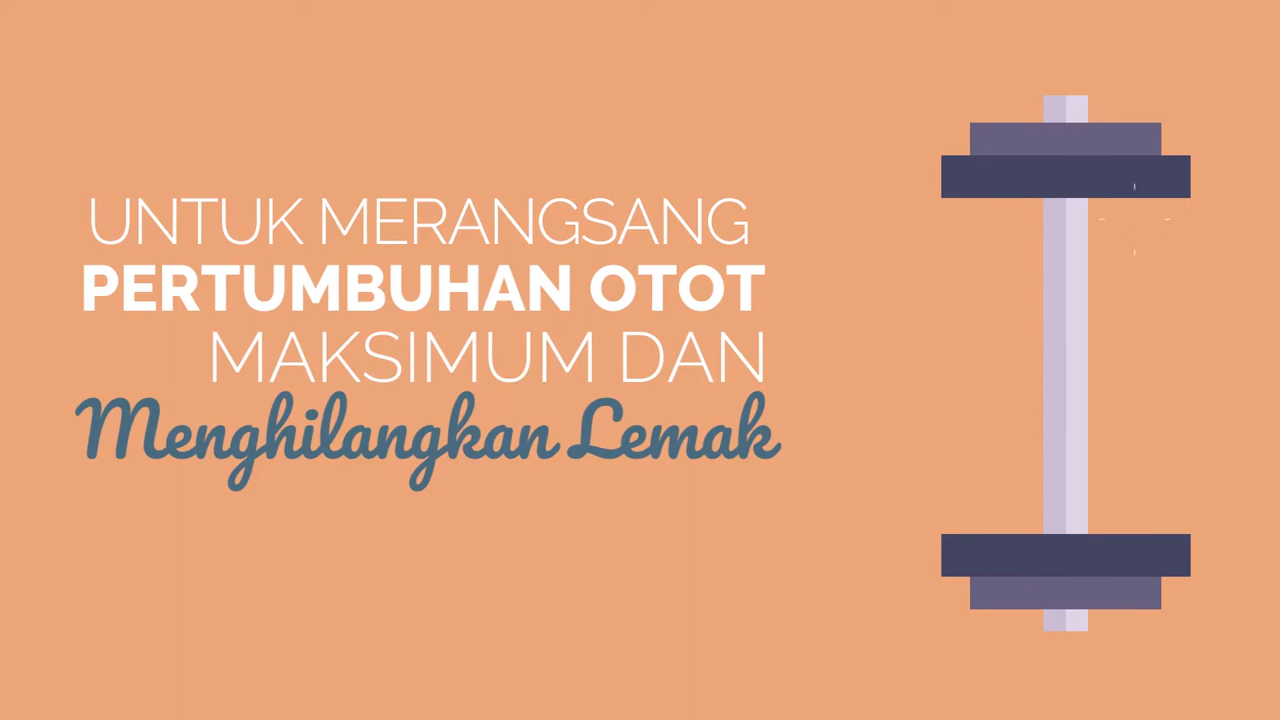 UNTUK MERANGSANG
PERTUMBUHAN OTOT
MAKSIMUM DAN
Menghilangkan Lemak